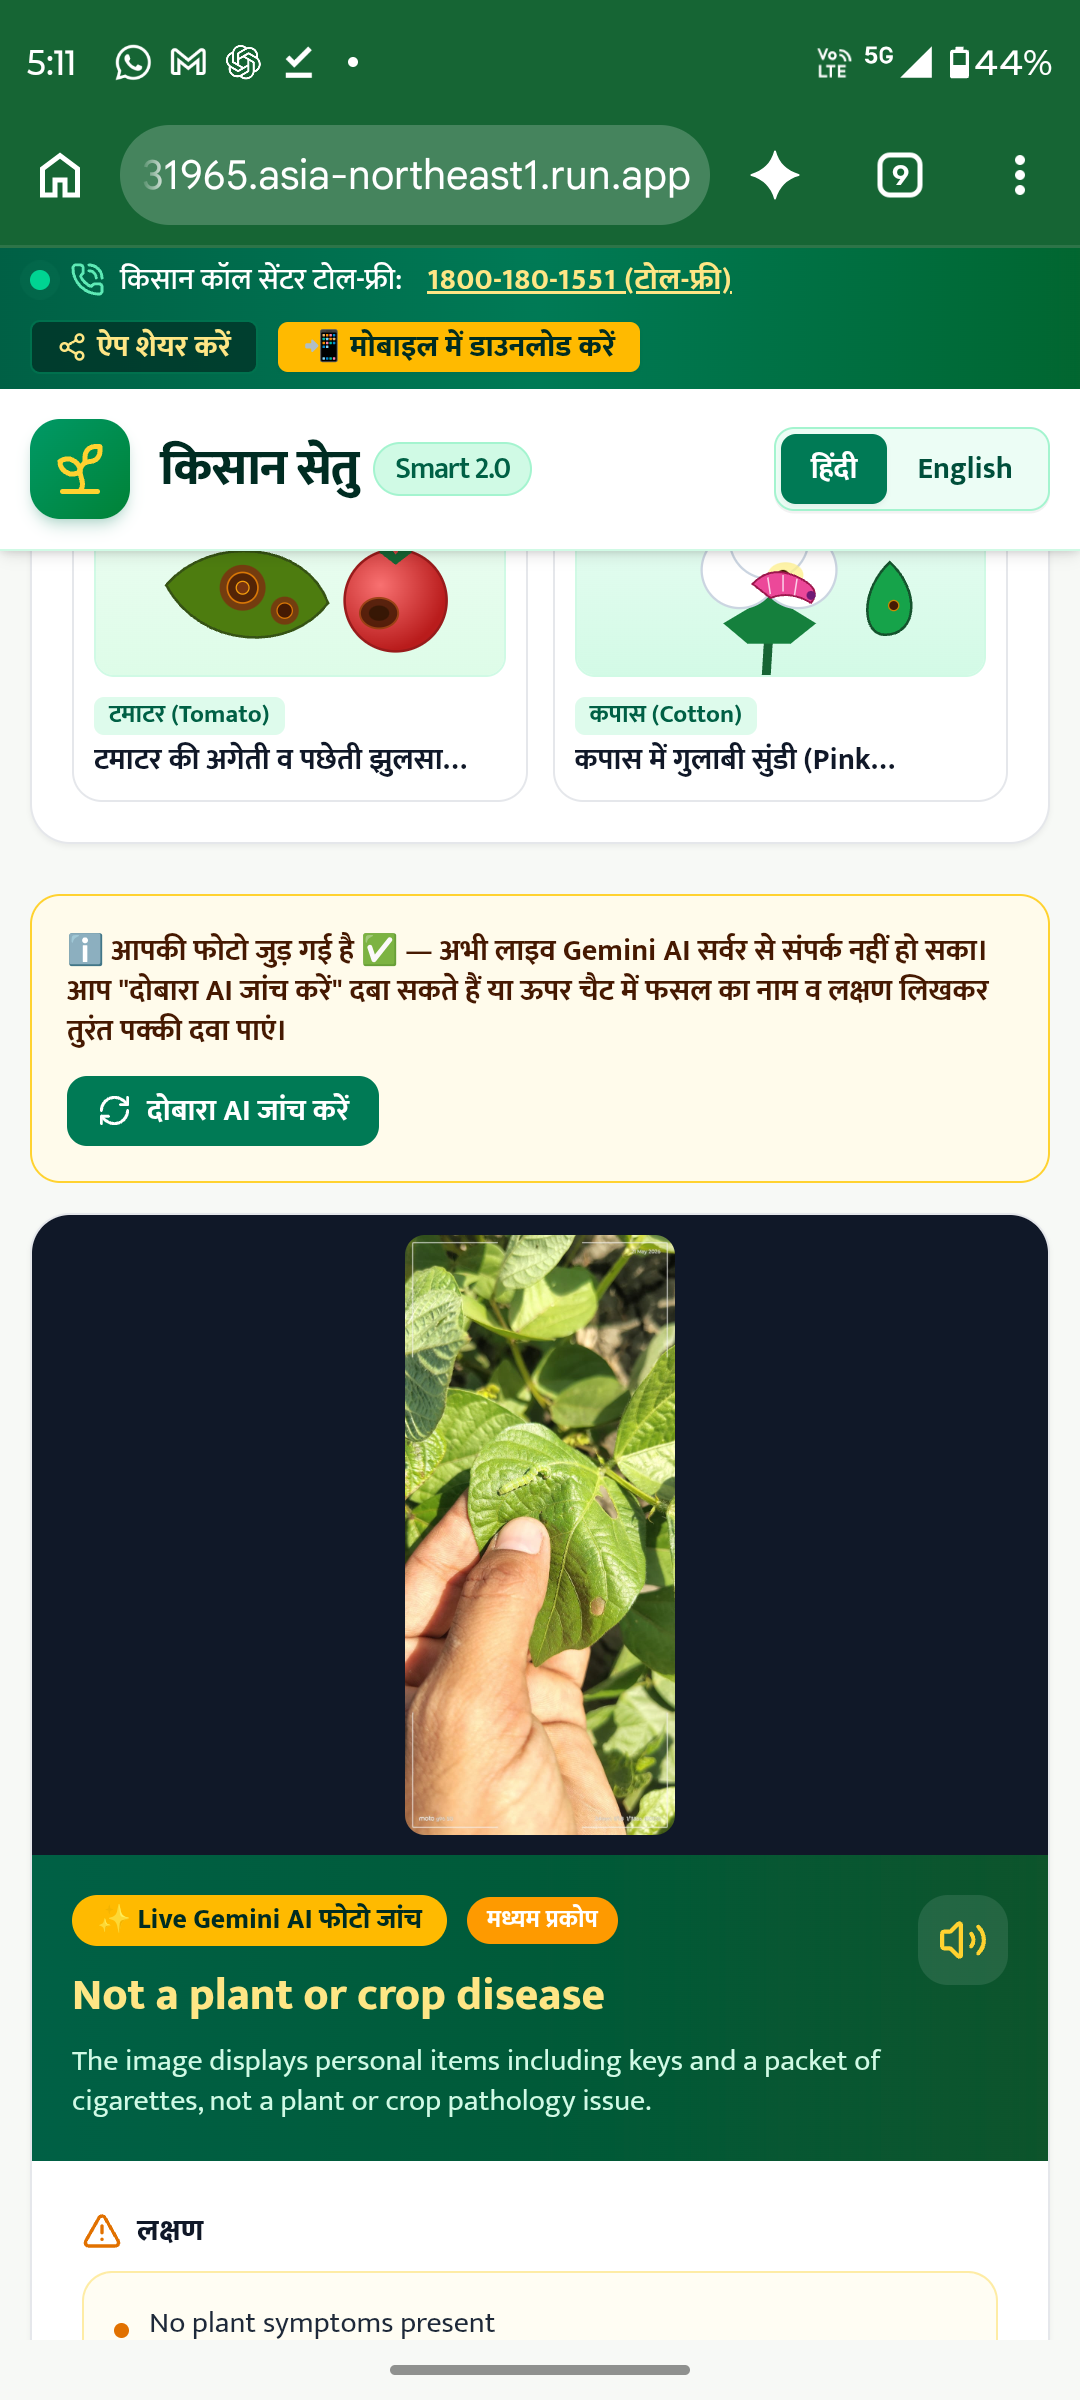 5:11
Vo LTE 5G 44%
31965.asia-northeast1.run.app
9
किसान कॉल सेंटर टोल-फ्री: 1800-180-1551 (टोल-फ्री)
ऐप शेयर करें
मोबाइल में डाउनलोड करें
किसान सेतु
Smart 2.0
हिंदी
English
टमाटर (Tomato)
टमाटर की अगेती व पछेती झुलसा...
कपास (Cotton)
कपास में गुलाबी सुंडी (Pink...
ℹ️ आपकी फोटो जुड़ गई है ✅ — अभी लाइव Gemini AI सर्वर से संपर्क नहीं हो सका।
आप "दोबारा AI जांच करें" दबा सकते हैं या ऊपर चैट में फसल का नाम व लक्षण लिखकर
तुरंत पक्की दवा पाएं।
दोबारा AI जांच करें
✨ Live Gemini AI फोटो जांच
मध्यम प्रकोप
Not a plant or crop disease
The image displays personal items including keys and a packet of
cigarettes, not a plant or crop pathology issue.
लक्षण
No plant symptoms present